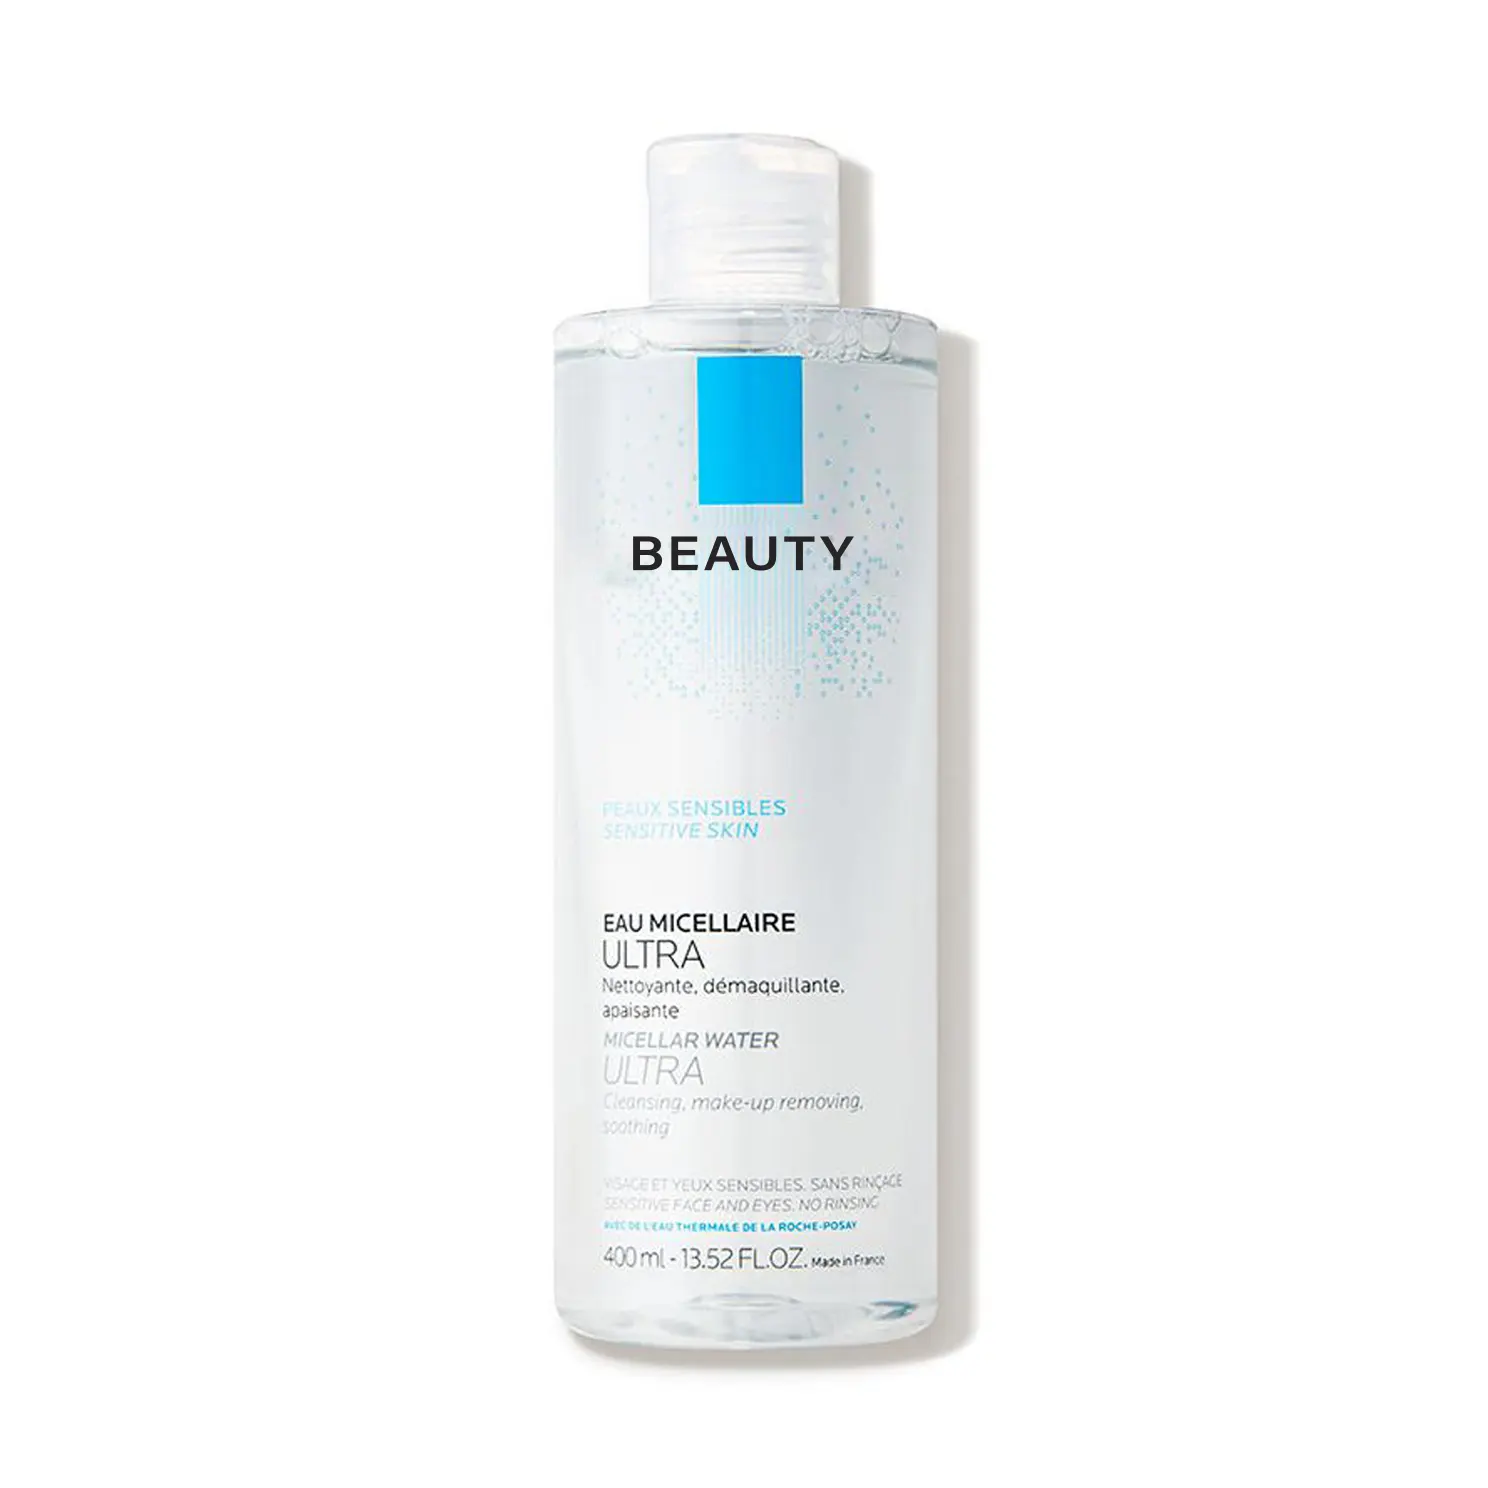 BEAUTY
PEAUX SENSIBLES
SENSITIVE SKIN
EAU MICELLAIRE
ULTRA
Nettoyante, démaquillante,
apaisante
MICELLAR WATER
ULTRA
Cleansing, make-up removing,
soothing
VISAGE ET YEUX SENSIBLES. SANS RINÇAGE
SENSITIVE FACE AND EYES. NO RINSING
AVEC DE L'EAU THERMALE DE LA ROCHE-POSAY
400 ml - 13.52 FL.OZ. Made in France